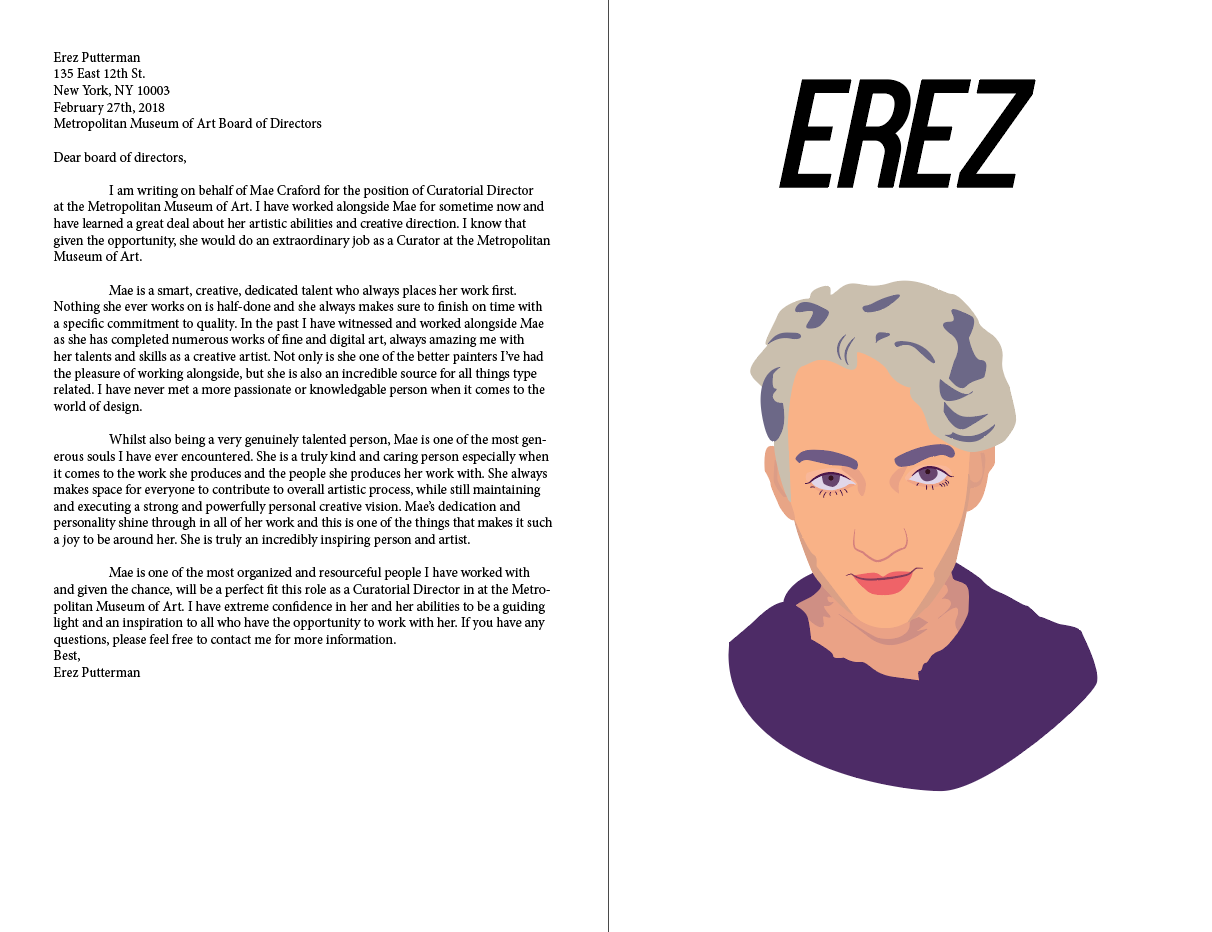 Erez Putterman
135 East 12th St.
New York, NY 10003
February 27th, 2018
Metropolitan Museum of Art Board of Directors
Dear board of directors,
I am writing on behalf of Mae Craford for the position of Curatorial Director
at the Metropolitan Museum of Art. I have worked alongside Mae for sometime now and
have learned a great deal about her artistic abilities and creative direction. I know that
given the opportunity, she would do an extraordinary job as a Curator at the Metropolitan
Museum of Art.
Mae is a smart, creative, dedicated talent who always places her work first.
Nothing she ever works on is half-done and she always makes sure to finish on time with
a specific commitment to quality. In the past I have witnessed and worked alongside Mae
as she has completed numerous works of fine and digital art, always amazing me with
her talents and skills as a creative artist. Not only is she one of the better painters I've had
the pleasure of working alongside, but she is also an incredible source for all things type
related. I have never met a more passionate or knowledgable person when it comes to the
world of design.
Whilst also being a very genuinely talented person, Mae is one of the most gen-
erous souls I have ever encountered. She is a truly kind and caring person especially when
it comes to the work she produces and the people she produces her work with. She always
makes space for everyone to contribute to overall artistic process, while still maintaining
and executing a strong and powerfully personal creative vision. Mae's dedication and
personality shine through in all of her work and this is one of the things that makes it such
a joy to be around her. She is truly an incredibly inspiring person and artist.
Mae is one of the most organized and resourceful people I have worked with
and given the chance, will be a perfect fit this role as a Curatorial Director in at the Metro-
politan Museum of Art. I have extreme confidence in her and her abilities to be a guiding
light and an inspiration to all who have the opportunity to work with her. If you have any
questions, please feel free to contact me for more information.
Best,
Erez Putterman
EREZ